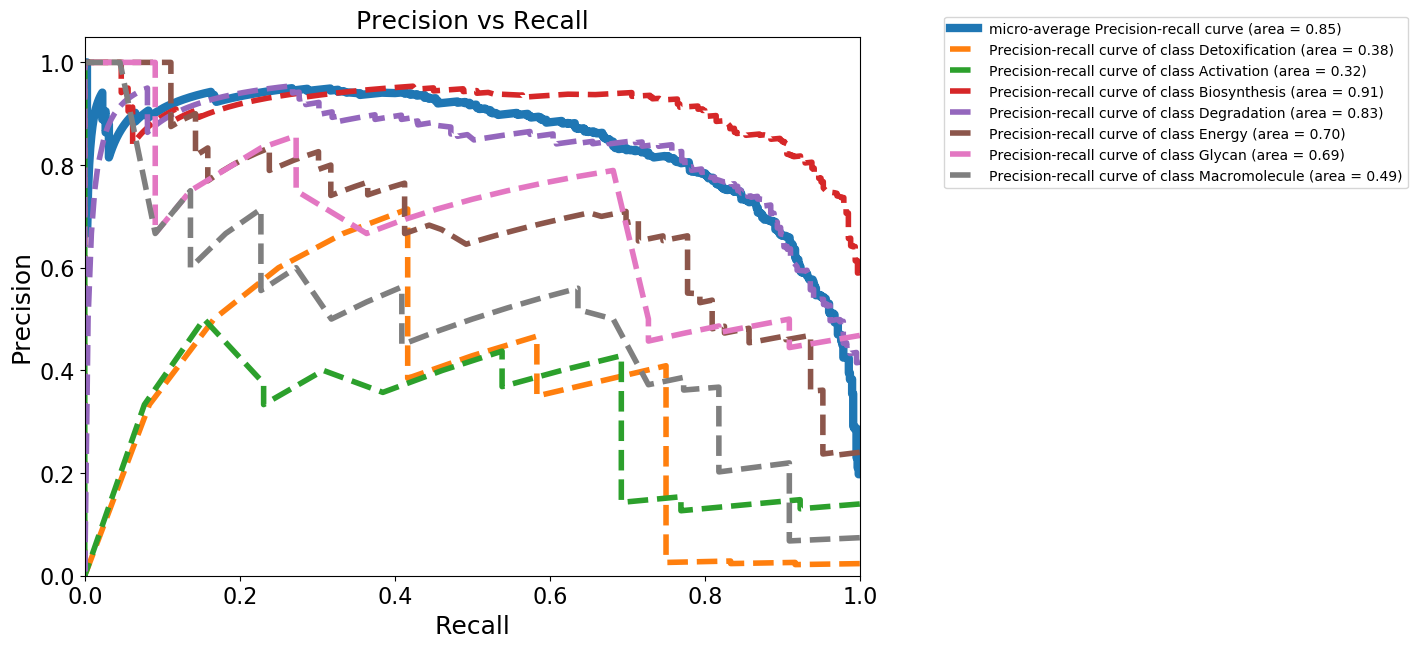 Precision vs Recall
micro-average Precision-recall curve (area = 0.85)
Precision-recall curve of class Detoxification (area = 0.38)
Precision-recall curve of class Activation (area = 0.32)
Precision-recall curve of class Biosynthesis (area = 0.91)
Precision-recall curve of class Degradation (area = 0.83)
Precision-recall curve of class Energy (area = 0.70)
Precision-recall curve of class Glycan (area = 0.69)
Precision-recall curve of class Macromolecule (area = 0.49)
Precision
1.0
0.8
0.6
0.4
0.2
0.0
0.0 0.2 0.4 0.6 0.8 1.0
Recall